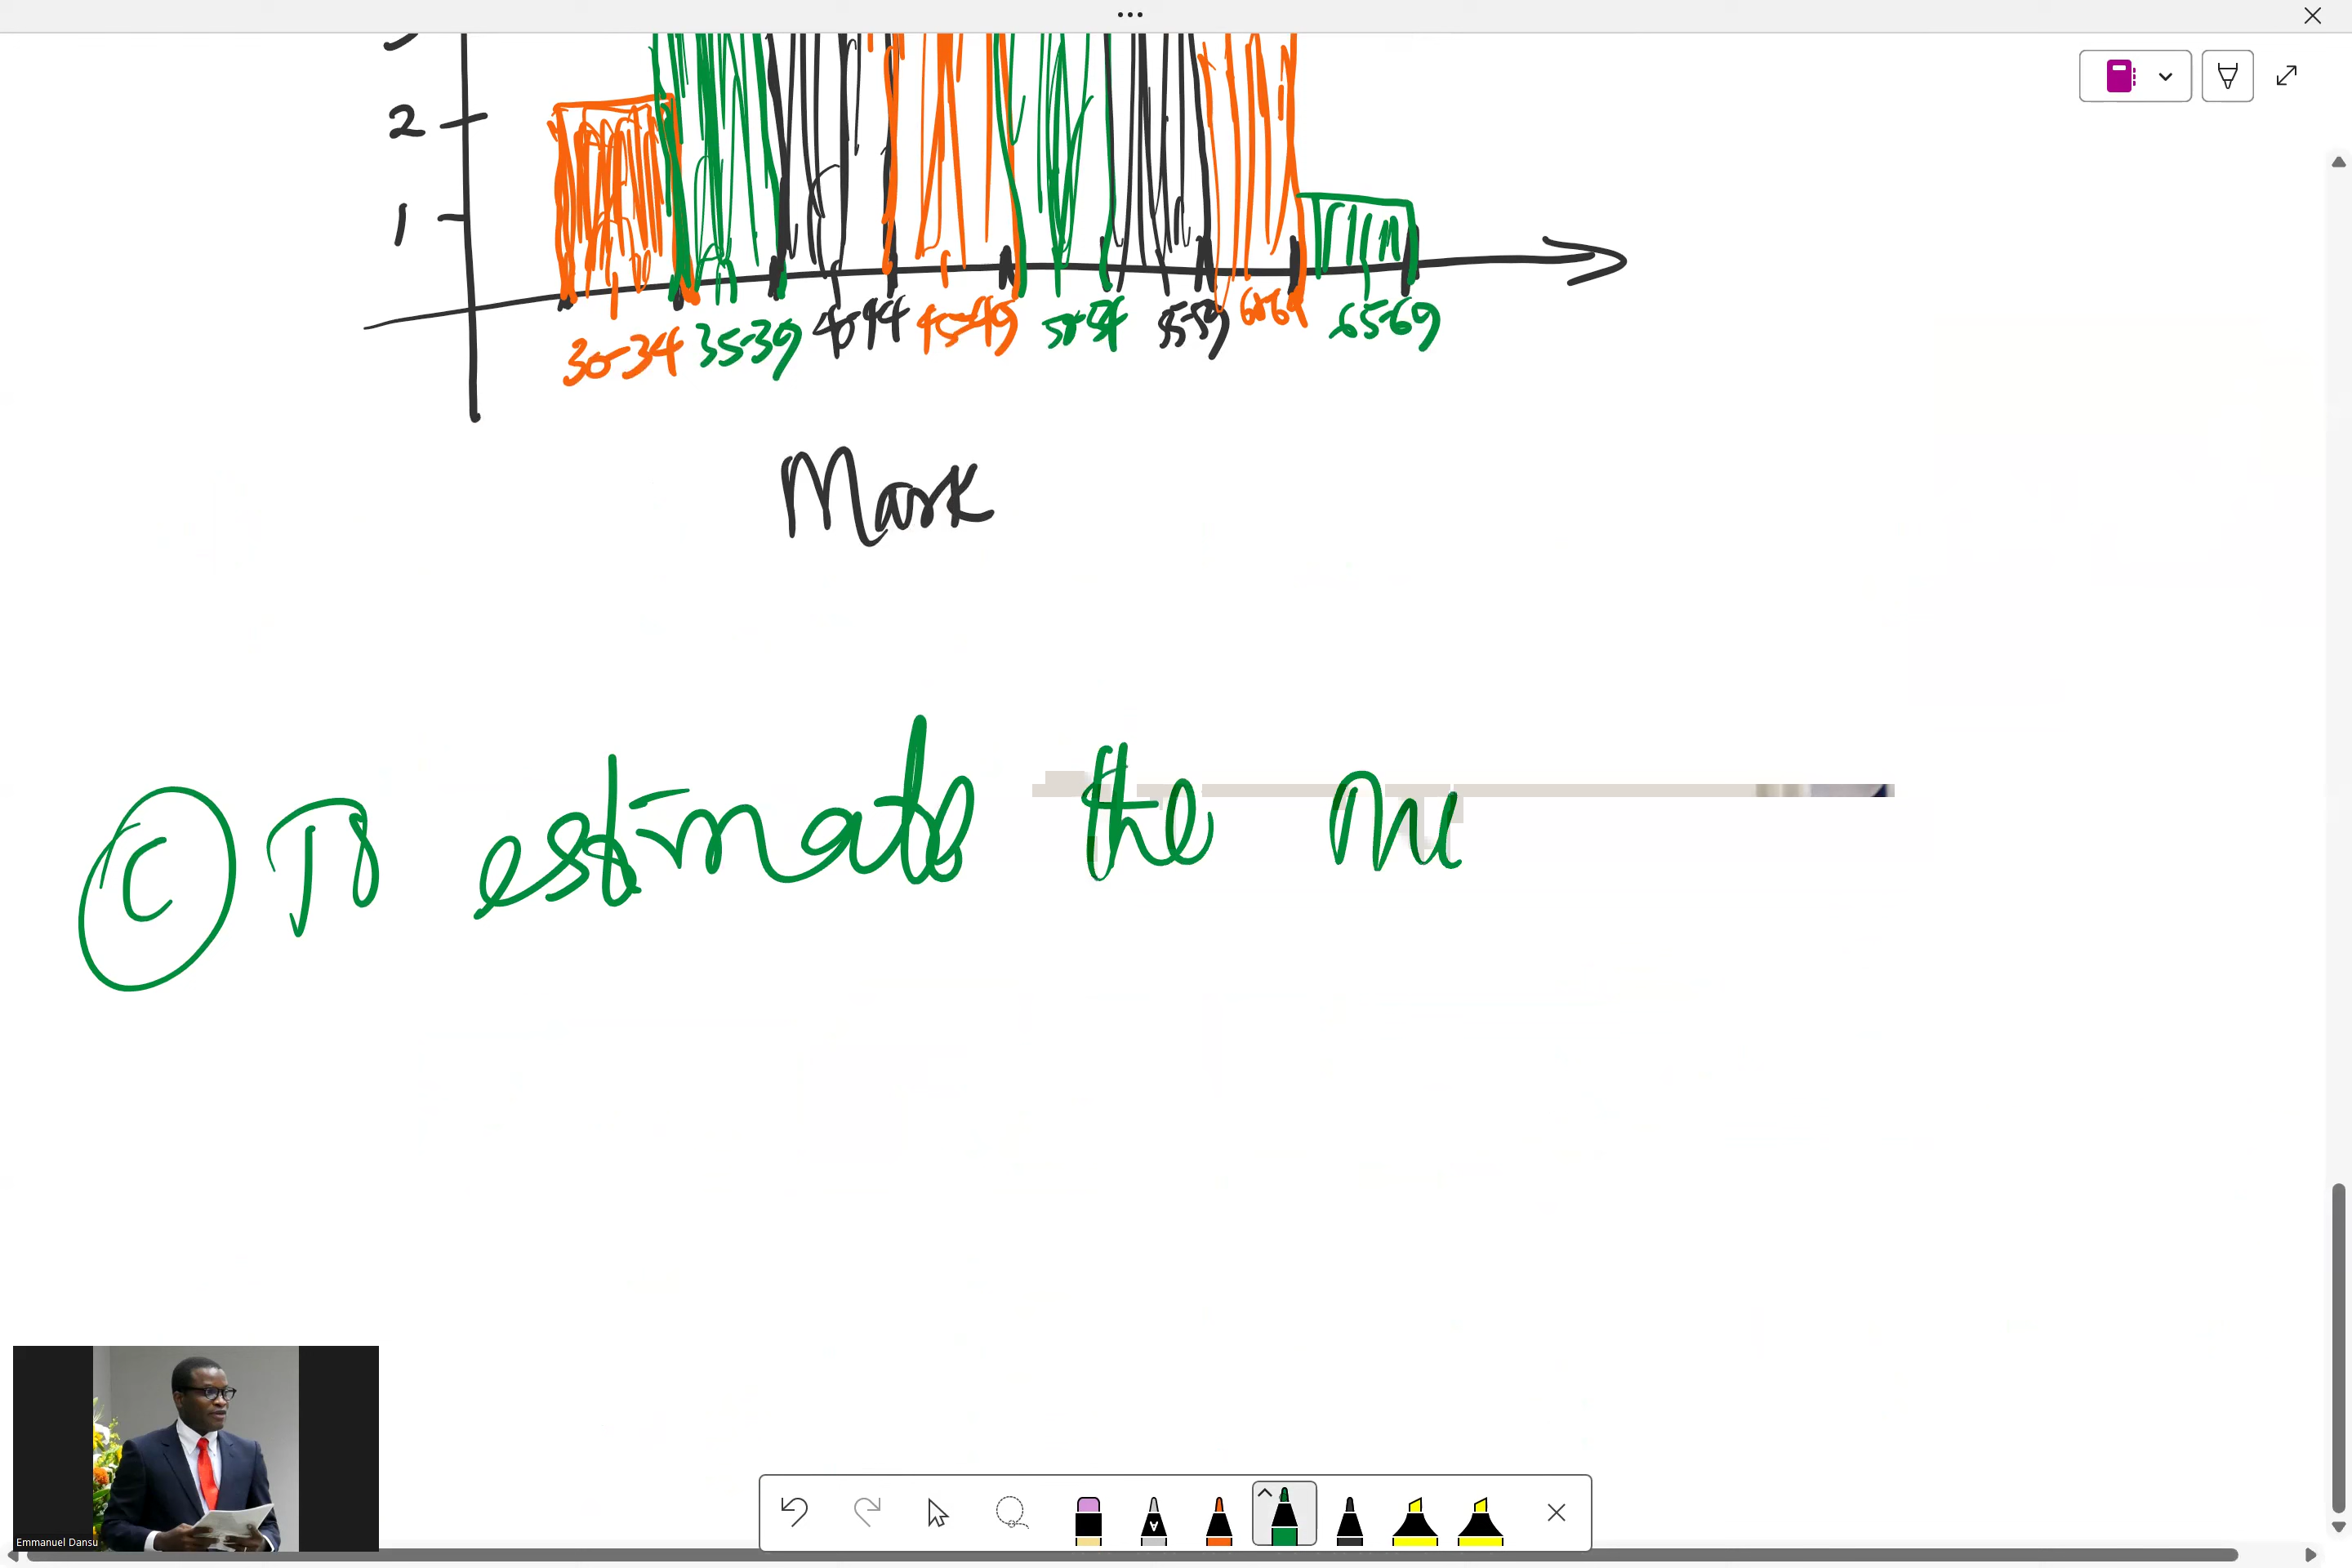 2
1
30-34 35-39 40-44 45-49 50-54 55-59 60-64 65-69
Mark
C To estimate the m
Emmanuel Dansu